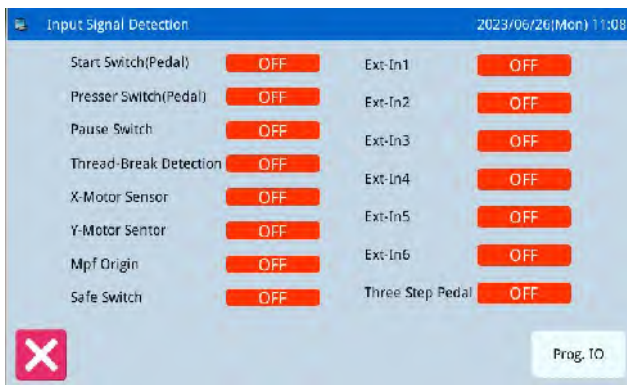 Input Signal Detection 2023/06/26(Mon) 11:08
Start Switch(Pedal) OFF Ext-In1 OFF
Presser Switch(Pedal) OFF Ext-In2 OFF
Pause Switch OFF Ext-In3 OFF
Thread-Break Detection OFF Ext-In4 OFF
X-Motor Sensor OFF Ext-In5 OFF
Y-Motor Sentor OFF Ext-In6 OFF
Mpf Origin OFF Three Step Pedal OFF
Safe Switch OFF
Prog. IO